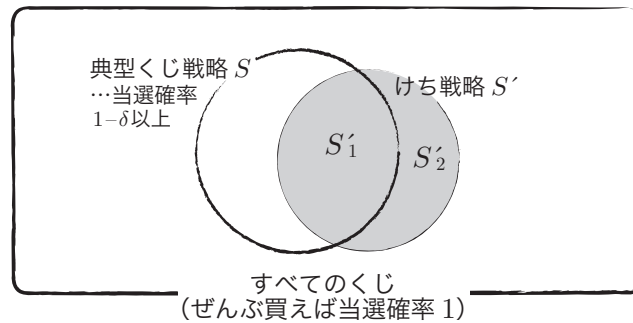 典型くじ戦略 S
…当選確率
1−δ以上
けち戦略 S´
S´1
S´2
すべてのくじ
(ぜんぶ買えば当選確率 1)